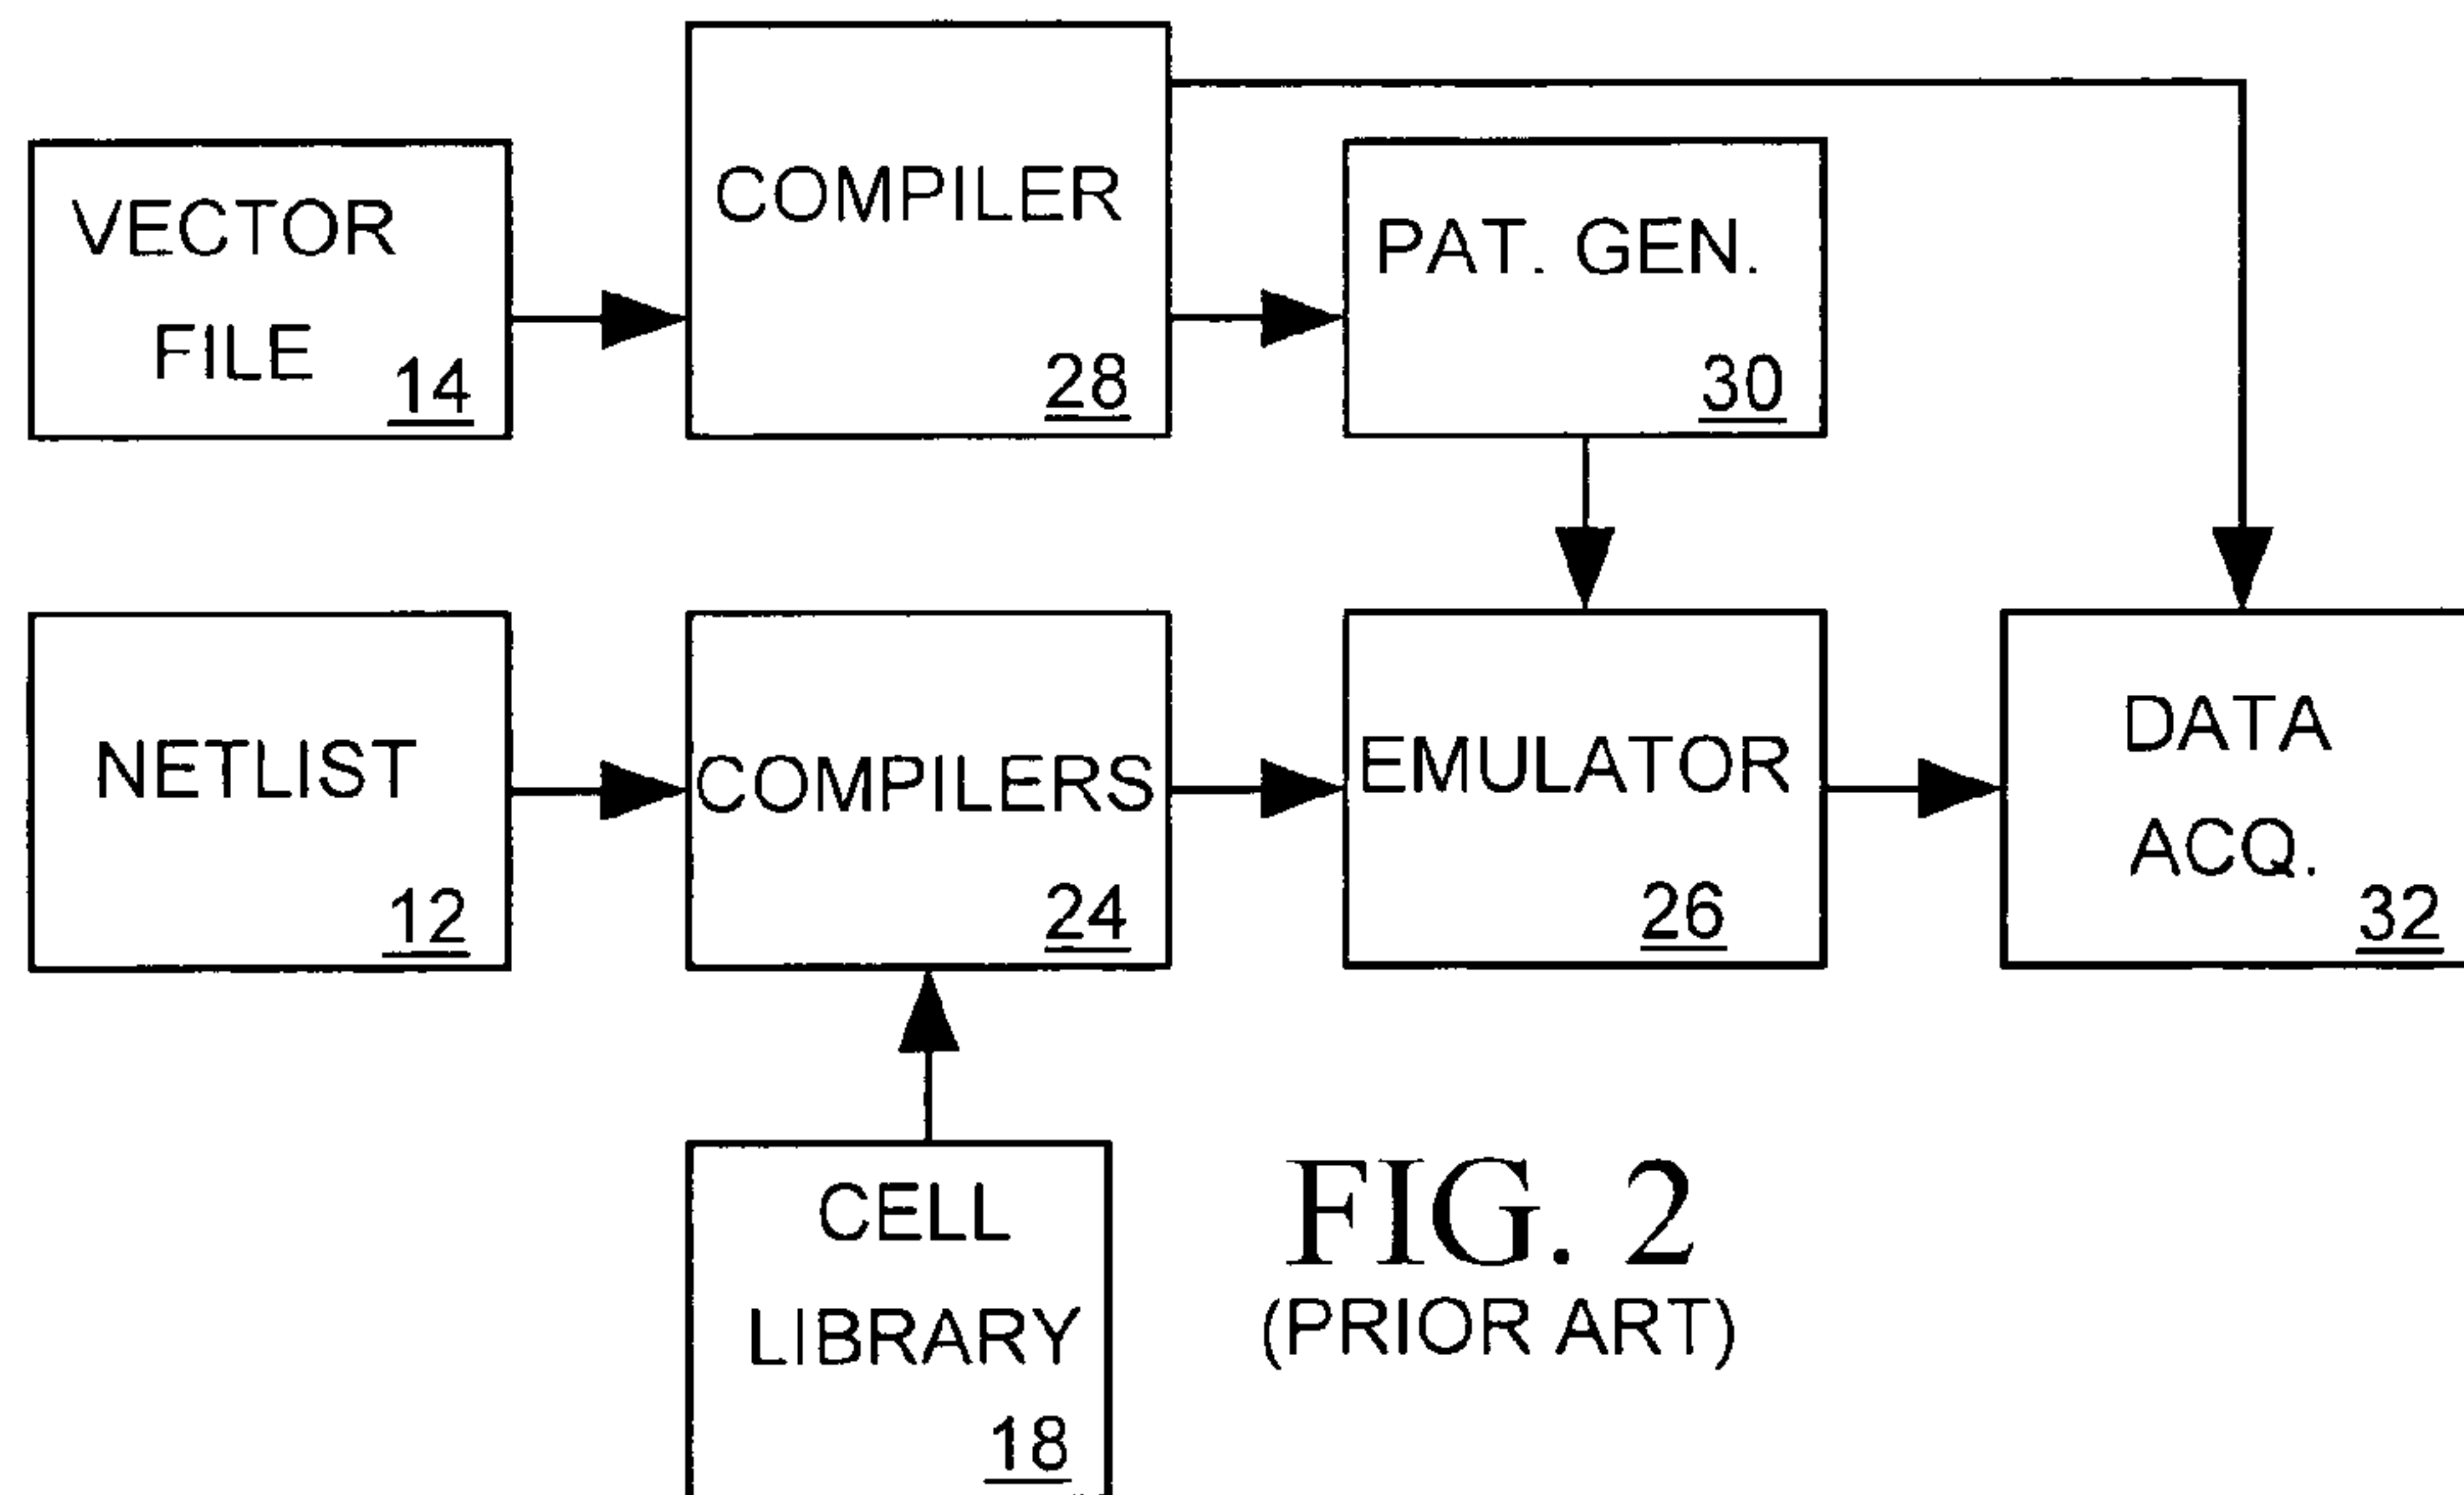 VECTOR
FILE
14
COMPILER
28
PAT. GEN.
30
NETLIST
12
COMPILERS
24
EMULATOR
26
DATA
ACQ.
32
CELL
LIBRARY
18
FIG. 2
(PRIOR ART)